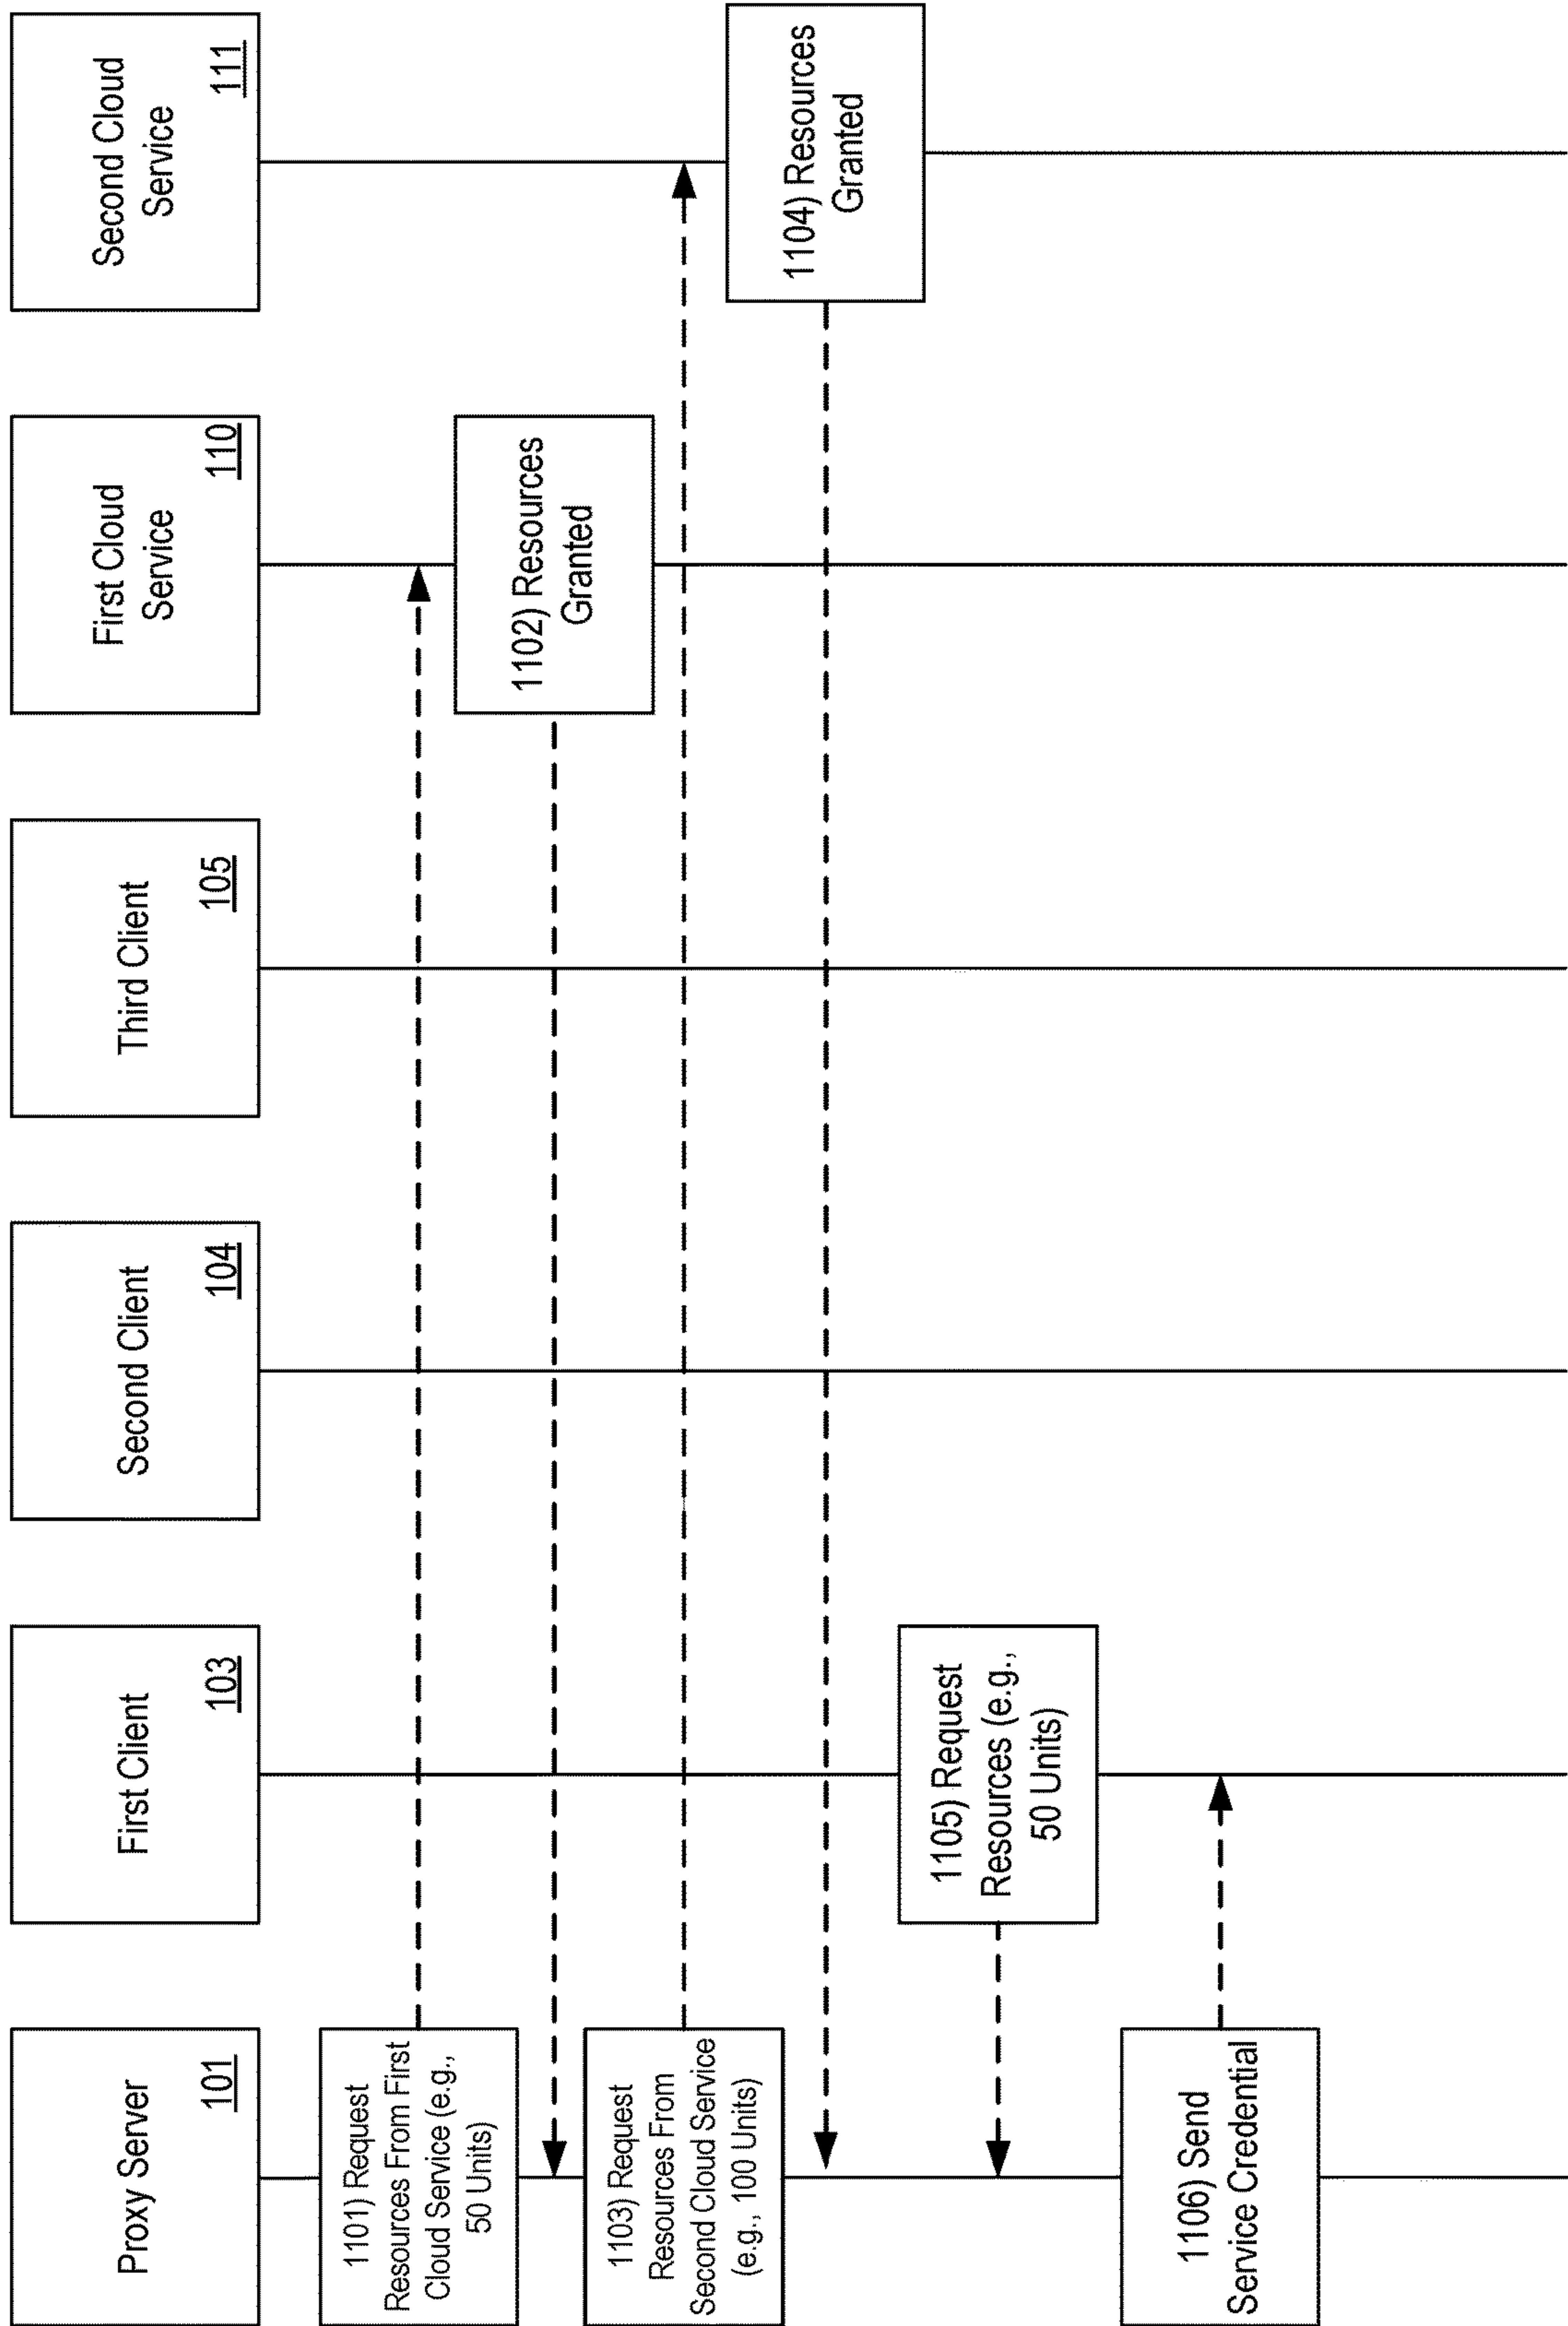 Proxy Server
101
First Client
103
Second Client
104
Third Client
105
First Cloud
Service
110
Second Cloud
Service
111
1101) Request
Resources From First
Cloud Service (e.g.,
50 Units)
1102) Resources
Granted
1103) Request
Resources From
Second Cloud Service
(e.g., 100 Units)
1104) Resources
Granted
1105) Request
Resources (e.g.,
50 Units)
1106) Send
Service Credential